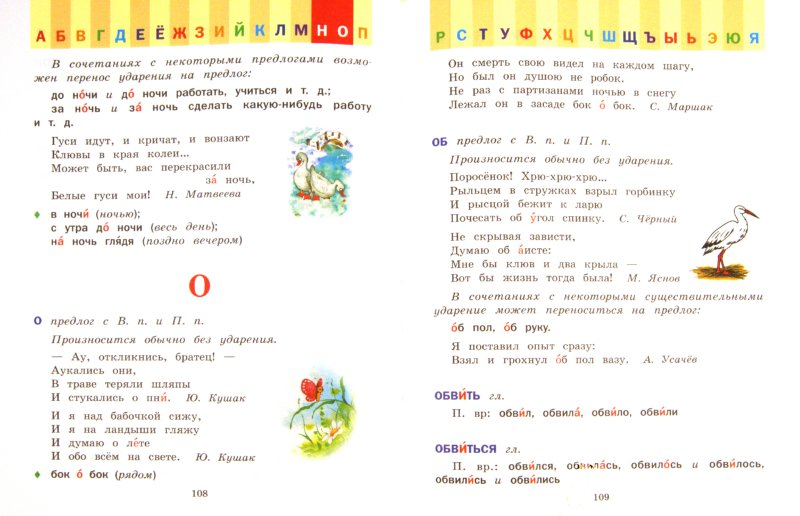 А Б В Г Д Е Ё Ж З И Й К Л М Н О П
В сочетаниях с некоторыми предлогами возмо-
жен перенос ударения на предлог:
до но́чи и до́ ночи работать, учиться и т. д.;
за но́чь и за́ ночь сделать какую-нибудь работу
и т. д.
Гуси идут, и кричат, и вонзают
Клювы в края колеи...
Может быть, вас перекрасили
за́ ночь,
Белые гуси мои! Н. Матвеева
♦ в ночи́ (ночью);
с утра до́ ночи (весь день);
на́ ночь глядя (поздно вечером)
О
О предлог с В. п. и П. п.
Произносится обычно без ударения.
— Ау, откликнись, братец! —
Аукались они,
В траве теряли шляпы
И стукались о пни́. Ю. Кушак
И я над бабочкой сижу,
И я на ландыши гляжу
И думаю о ле́те
И обо всём на свете. Ю. Кушак
♦ бок о́ бок (рядом)
108
Р С Т У Ф Х Ц Ч Ш Щ Ъ Ы Ь Э Ю Я
Он смерть свою видел на каждом шагу,
Но был он душою не робок.
Не раз с партизанами ночью в снегу
Лежал он в засаде бок о́ бок. С. Маршак
ОБ предлог с В. п. и П. п.
Произносится обычно без ударения.
Поросёнок! Хрю-хрю-хрю...
Рыльцем в стружках взрыл горбинку
И рысцой бежит к ларю
Почесать об у́гол спинку. С. Чёрный
Не скрывая зависти,
Думаю об а́исте:
Мне бы клюв и два крыла —
Вот бы жизнь тогда была! М. Яснов
В сочетаниях с некоторыми существительными
ударение может переноситься на предлог:
о́б пол, о́б руку.
Я поставил опыт сразу:
Взял и грохнул о́б пол вазу. А. Усачёв
ОБВИ́ТЬ гл.
П. вр: обви́л, обвила́, обви́ло, обви́ли
ОБВИ́ТЬСЯ гл.
П. вр.: обви́лся, обвила́сь, обвило́сь и обви́лось,
обвили́сь и обви́лись
109